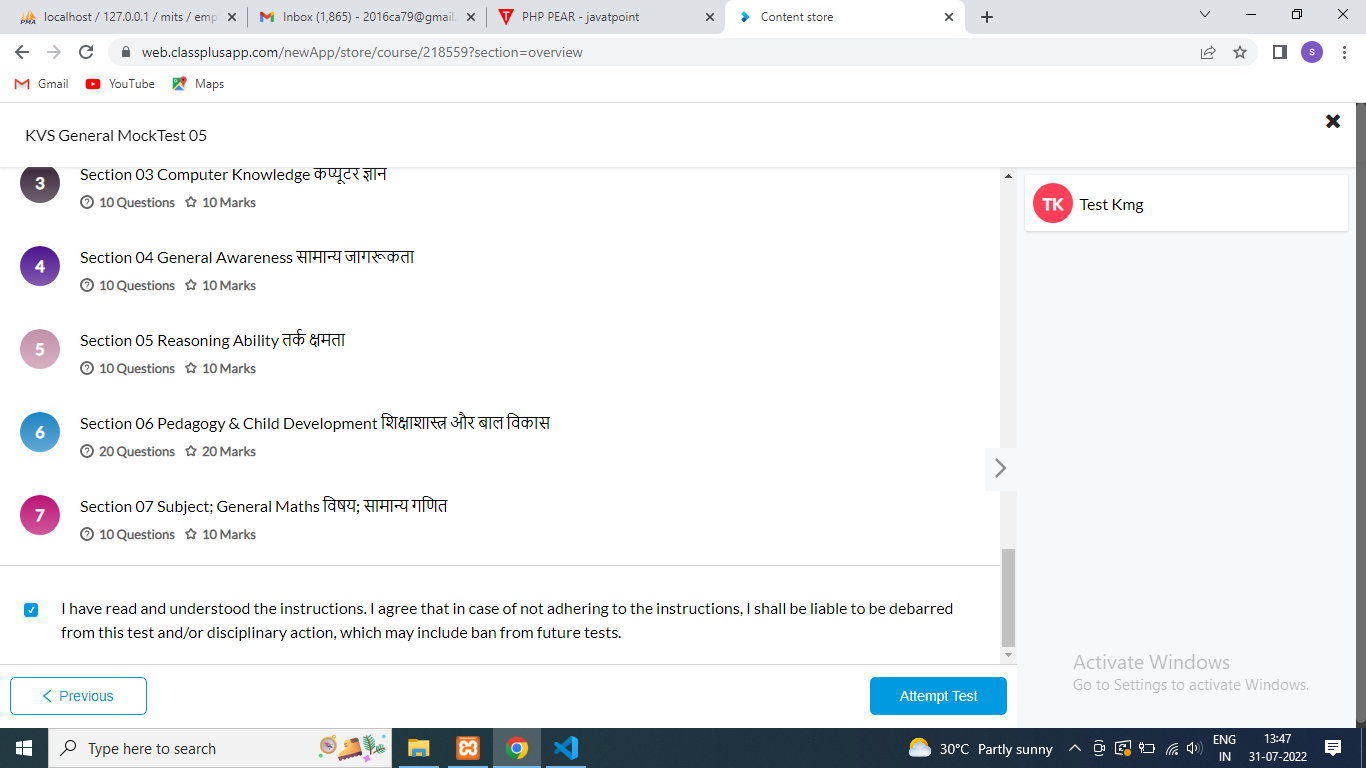 localhost / 127.0.0.1 / mits / emp
Inbox (1,865) - 2016ca79@gmail.
PHP PEAR - javatpoint
Content store
web.classplusapp.com/newApp/store/course/218559?section=overview
S
Gmail
YouTube
Maps
KVS General MockTest 05
3
Section 03 Computer Knowledge कंप्यूटर ज्ञान
10 Questions 10 Marks
TK Test Kmg
4
Section 04 General Awareness सामान्य जागरूकता
10 Questions 10 Marks
5
Section 05 Reasoning Ability तर्क क्षमता
10 Questions 10 Marks
6
Section 06 Pedagogy & Child Development शिक्षाशास्त्र और बाल विकास
20 Questions 20 Marks
7
Section 07 Subject; General Maths विषय; सामान्य गणित
10 Questions 10 Marks
I have read and understood the instructions. I agree that in case of not adhering to the instructions, I shall be liable to be debarred
from this test and/or disciplinary action, which may include ban from future tests.
Activate Windows
Go to Settings to activate Windows.
Previous
Attempt Test
Type here to search
30°C Partly sunny
ENG
IN
13:47
31-07-2022